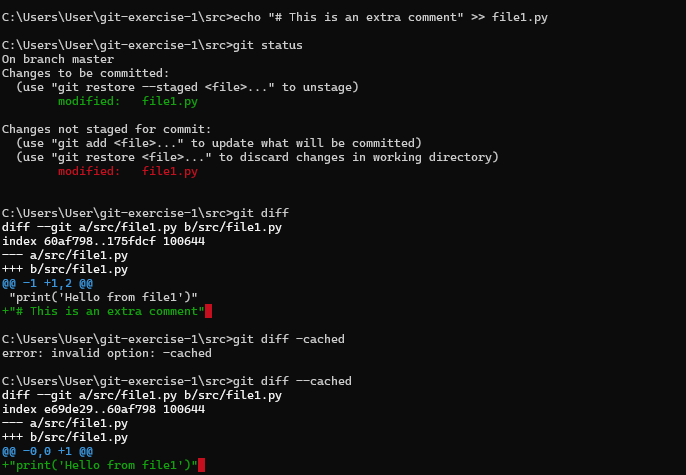 C:\Users\User\git-exercise-1\src>echo "# This is an extra comment" >> file1.py
C:\Users\User\git-exercise-1\src>git status
On branch master
Changes to be committed:
  (use "git restore --staged <file>..." to unstage)
        modified:   file1.py
Changes not staged for commit:
  (use "git add <file>..." to update what will be committed)
  (use "git restore <file>..." to discard changes in working directory)
        modified:   file1.py
C:\Users\User\git-exercise-1\src>git diff
diff --git a/src/file1.py b/src/file1.py
index 60af798..175fdcf 100644
--- a/src/file1.py
+++ b/src/file1.py
@@ -1 +1,2 @@
 "print('Hello from file1')"
+"# This is an extra comment"
C:\Users\User\git-exercise-1\src>git diff -cached
error: invalid option: -cached
C:\Users\User\git-exercise-1\src>git diff --cached
diff --git a/src/file1.py b/src/file1.py
index e69de29..60af798 100644
--- a/src/file1.py
+++ b/src/file1.py
@@ -0,0 +1 @@
+"print('Hello from file1')"